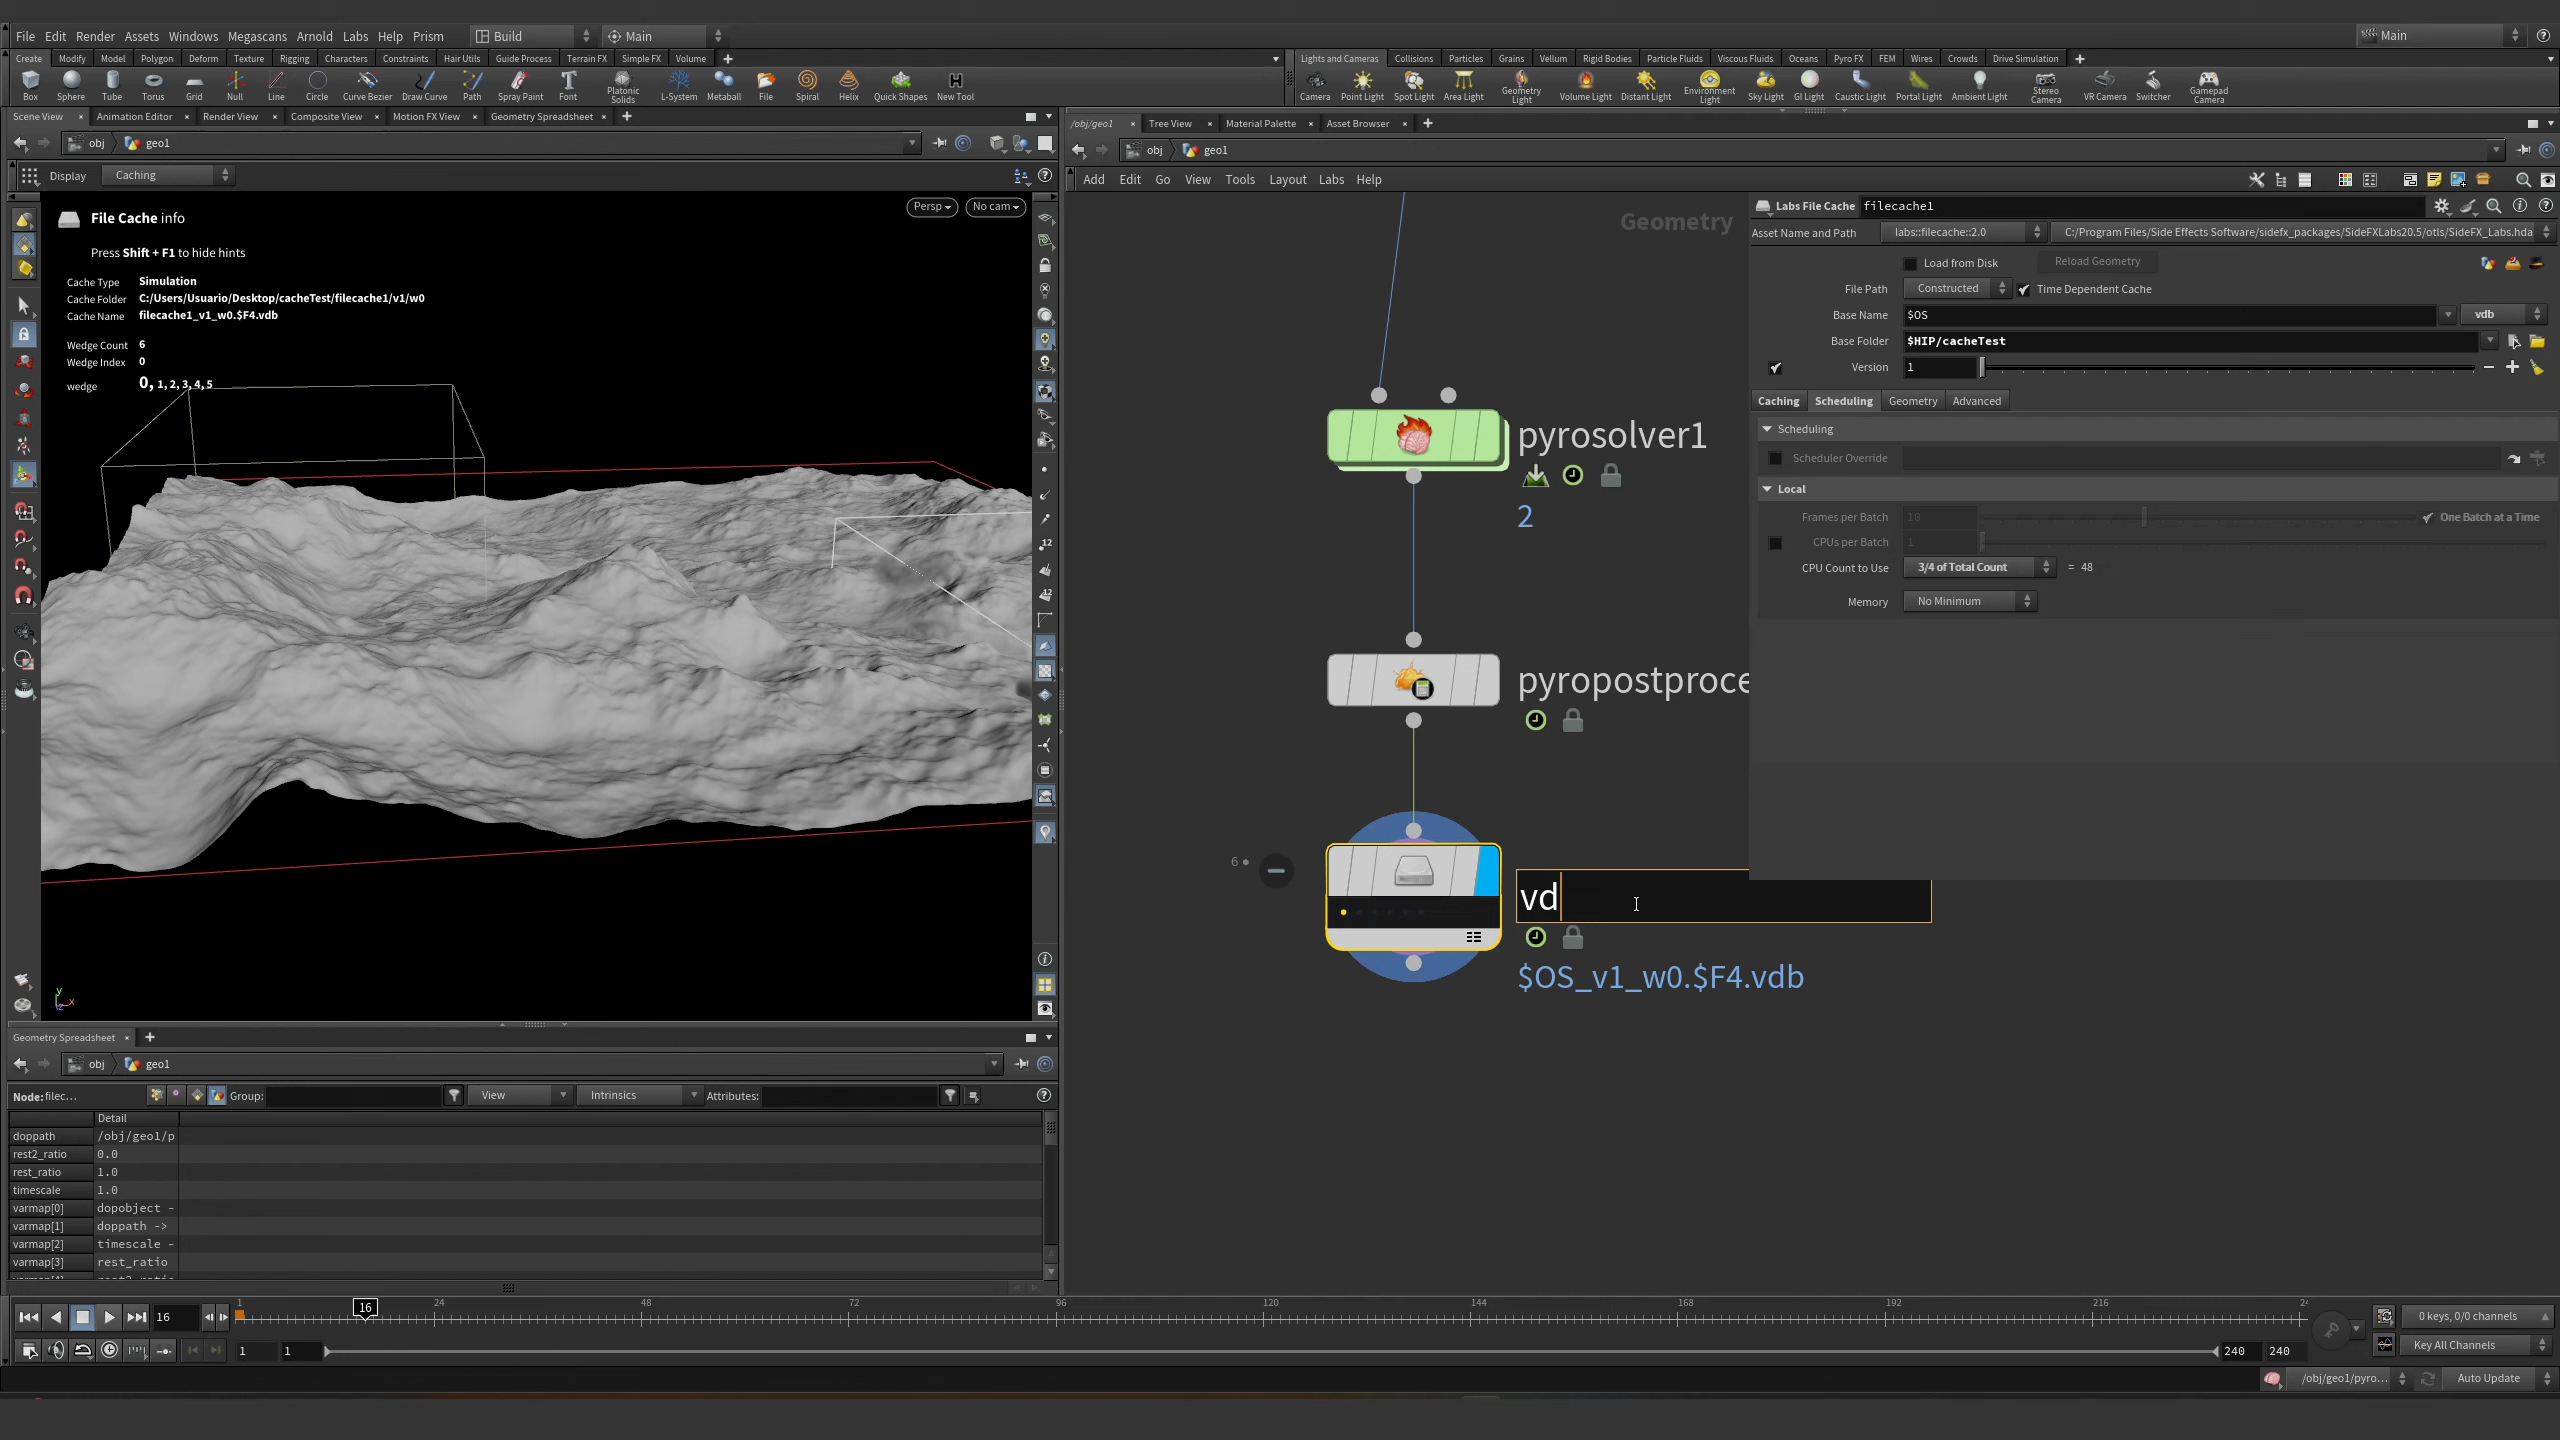 File Edit Render Assets Windows Megascans Arnold Labs Help Prism Build Main Main
Create Modify Model Polygon Deform Texture Rigging Characters Constraints Hair Utils Guide Process Terrain FX Simple FX Volume
Lights and Cameras Collisions Particles Grains Vellum Rigid Bodies Particle Fluids Viscous Fluids Oceans Pyro FX FEM Wires Crowds Drive Simulation
Box Sphere Tube Torus Grid Null Line Circle Curve Bezier Draw Curve Path Spray Paint Font Platonic Solids L-System Metaball File Spiral Helix Quick Shapes New Tool
Camera Point Light Spot Light Area Light Geometry Light Volume Light Distant Light Environment Light Sky Light GI Light Caustic Light Portal Light Ambient Light Stereo Camera VR Camera Switcher Gamepad Camera
Scene View Animation Editor Render View Composite View Motion FX View Geometry Spreadsheet
obj geo1
Display Caching
File Cache info
Persp No cam
Press Shift + F1 to hide hints
Cache Type Simulation
Cache Folder C:/Users/Usuario/Desktop/cacheTest/filecache1/v1/w0
Cache Name filecache1_v1_w0.$F4.vdb
Wedge Count 6
Wedge Index 0
wedge 0, 1, 2, 3, 4, 5
12
12
y
x
z
/obj/geo1 Tree View Material Palette Asset Browser
obj geo1
Add Edit Go View Tools Layout Labs Help
Geometry
pyrosolver1
2
pyropostproce
6
vd
$OS_v1_w0.$F4.vdb
Labs File Cache filecache1
Asset Name and Path labs::filecache::2.0 C:/Program Files/Side Effects Software/sidefx_packages/SideFXLabs20.5/otls/SideFX_Labs.hda
Load from Disk Reload Geometry
File Path Constructed Time Dependent Cache
Base Name $OS vdb
Base Folder $HIP/cacheTest
Version 1
Caching Scheduling Geometry Advanced
Scheduling
Scheduler Override
Local
Frames per Batch 10 One Batch at a Time
CPUs per Batch 1
CPU Count to Use 3/4 of Total Count = 48
Memory No Minimum
Geometry Spreadsheet
obj geo1
Node: filec... Group: View Intrinsics Attributes:
Detail
doppath /obj/geo1/p
rest2_ratio 0.0
rest_ratio 1.0
timescale 1.0
varmap[0] dopobject -
varmap[1] doppath ->
varmap[2] timescale -
varmap[3] rest_ratio
16 1 16 24 48 72 96 120 144 168 192 216
0 keys, 0/0 channels
1 1 240 240
Key All Channels
/obj/geo1/pyro... Auto Update